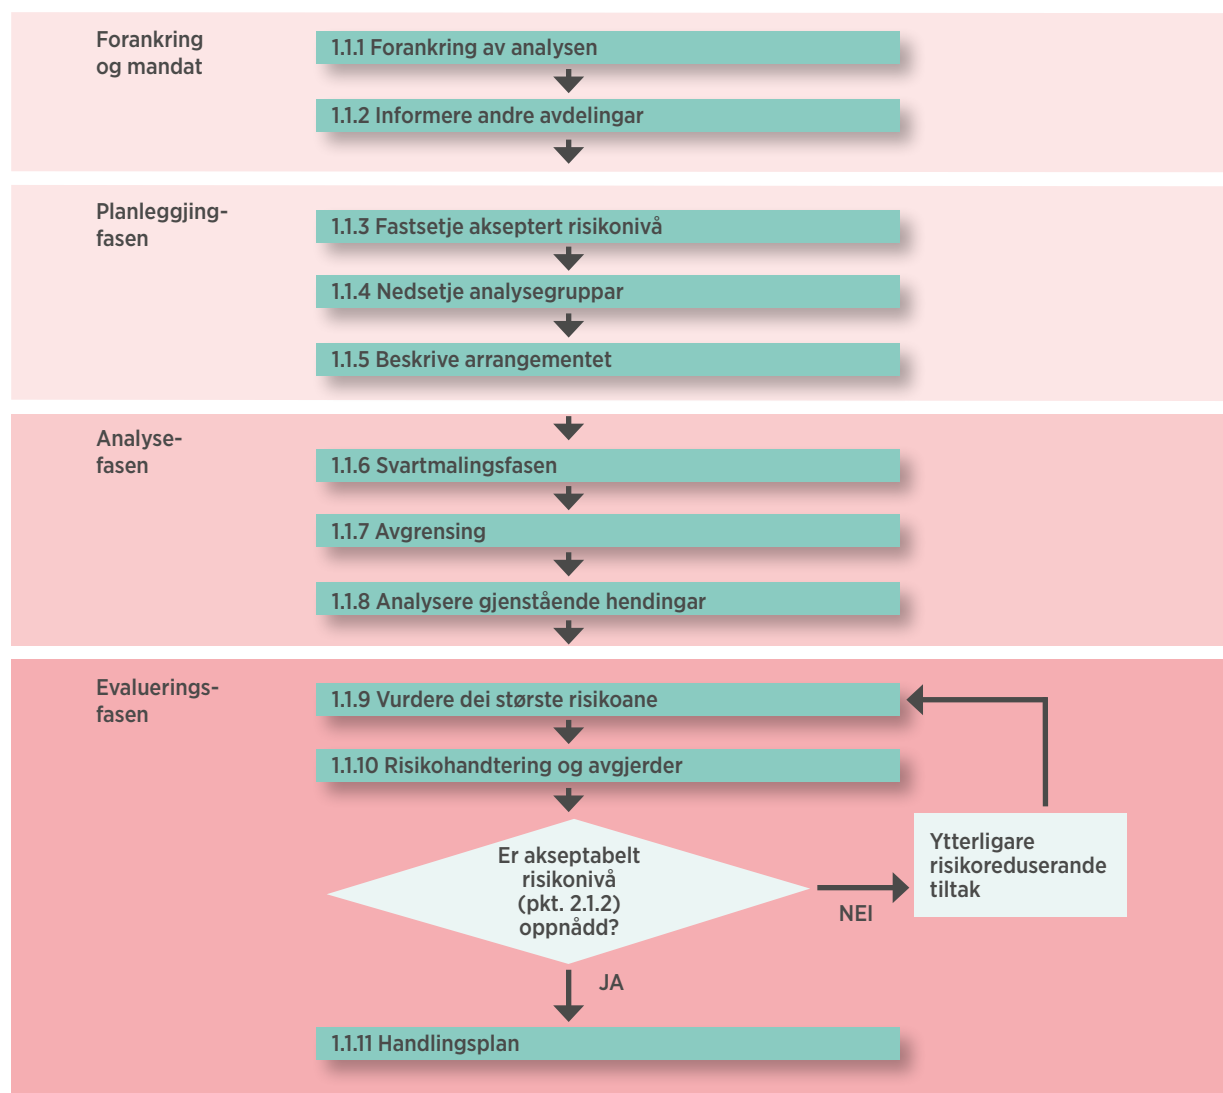 Forankring
og mandat
1.1.1 Forankring av analysen
1.1.2 Informere andre avdelingar
Planleggjing-
fasen
1.1.3 Fastsetje akseptert risikonivå
1.1.4 Nedsetje analysegruppar
1.1.5 Beskrive arrangementet
Analyse-
fasen
1.1.6 Svartmalingsfasen
1.1.7 Avgrensing
1.1.8 Analysere gjenstående hendingar
Evaluerings-
fasen
1.1.9 Vurdere dei største risikoane
1.1.10 Risikohandtering og avgjerder
Er akseptabelt
risikonivå
(pkt. 2.1.2)
oppnådd?
NEI
Ytterligare
risikoreduserande
tiltak
JA
1.1.11 Handlingsplan